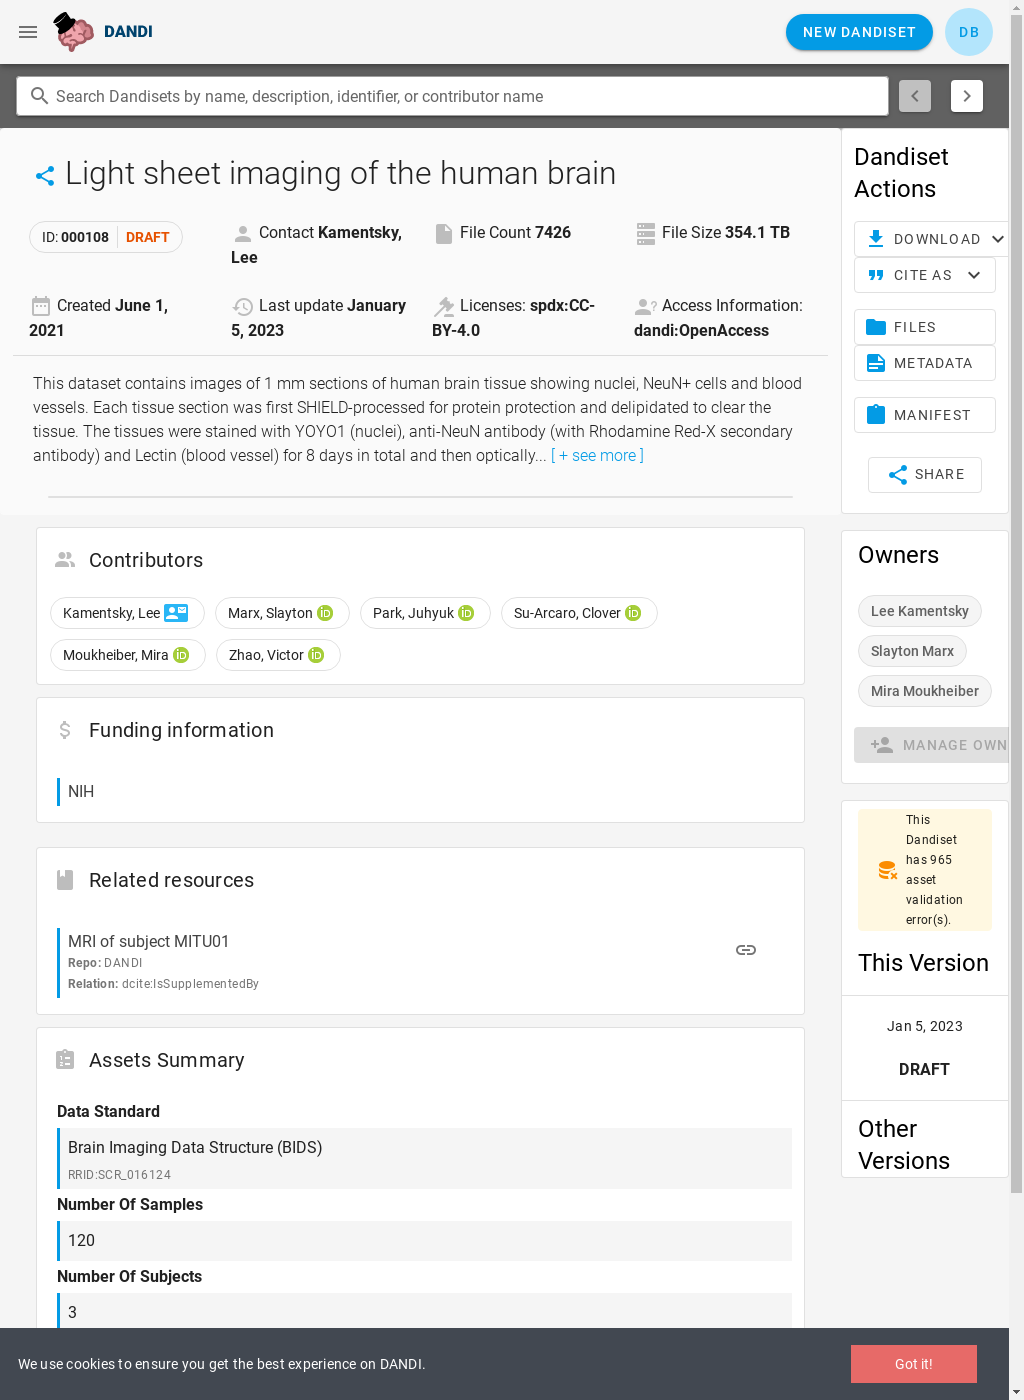 DANDI
NEW DANDISET
DB
Search Dandisets by name, description, identifier, or contributor name
Light sheet imaging of the human brain
ID: 000108 DRAFT
Contact Kamentsky, Lee
File Count 7426
File Size 354.1 TB
Created June 1, 2021
Last update January 5, 2023
Licenses: spdx:CC-BY-4.0
Access Information: dandi:OpenAccess
This dataset contains images of 1 mm sections of human brain tissue showing nuclei, NeuN+ cells and blood
vessels. Each tissue section was first SHIELD-processed for protein protection and delipidated to clear the
tissue. The tissues were stained with YOYO1 (nuclei), anti-NeuN antibody (with Rhodamine Red-X secondary
antibody) and Lectin (blood vessel) for 8 days in total and then optically... [ + see more ]
Contributors
Kamentsky, Lee
Marx, Slayton iD
Park, Juhyuk iD
Su-Arcaro, Clover iD
Moukheiber, Mira iD
Zhao, Victor iD
Funding information
NIH
Related resources
MRI of subject MITU01
Repo: DANDI
Relation: dcite:IsSupplementedBy
Assets Summary
Data Standard
Brain Imaging Data Structure (BIDS)
RRID:SCR_016124
Number Of Samples
120
Number Of Subjects
3
Dandiset
Actions
DOWNLOAD
CITE AS
FILES
METADATA
MANIFEST
SHARE
Owners
Lee Kamentsky
Slayton Marx
Mira Moukheiber
MANAGE OWN
This
Dandiset
has 965
asset
validation
error(s).
This Version
Jan 5, 2023
DRAFT
Other
Versions
We use cookies to ensure you get the best experience on DANDI.
Got it!